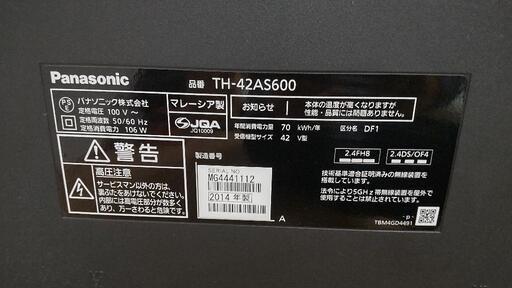 Panasonic
品番 TH-42AS600
パナソニック株式会社
定格電圧 100 V～
定格周波数 50/60 Hz
定格消費電力 106 W
マレーシア製
JQA
JQ10009
お知らせ
本体の温度が高くなりますが
性能・品質には問題ありません
年間消費電力量 70 kWh/年 区分名 DF1
受信機型サイズ 42 V型
警告
高圧注意
サービスマン以外の方は、
裏ぶたをあけないでください。
内部には高電圧部分が数多く
あり、万一さわると危険です。
製造番号
SERIAL NO
MG4441112
2014年製
A
2.4FH8
2.4DS/OF4
技術基準適合証明された無線装置を
搭載しています。
法令により5GHz帯無線装置を屋外で
使用することは禁止されています。
-p-
TBM4GD4491